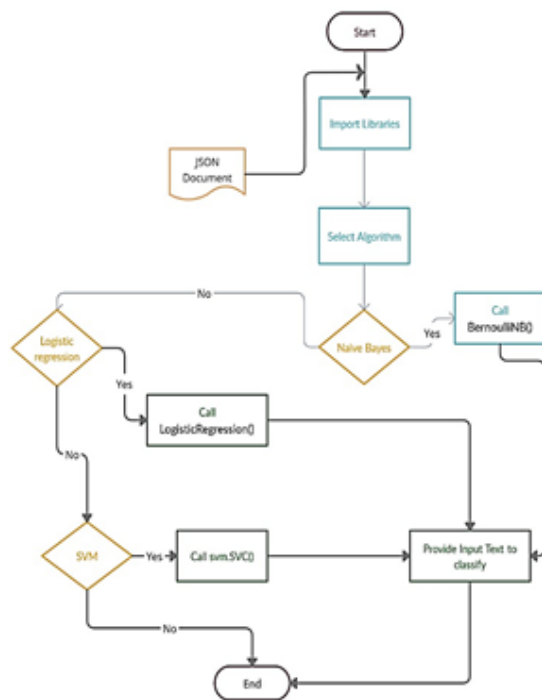 Start
Import Libraries
JSON
Document
Select Algorithm
No
Call
BernoulliNB()
Logistic
regression
Naïve Bayes
Yes
Yes
Call
LogisticRegression()
No
SVM
Yes
Call svm.SVC()
Provide Input Text to
classify
No
End